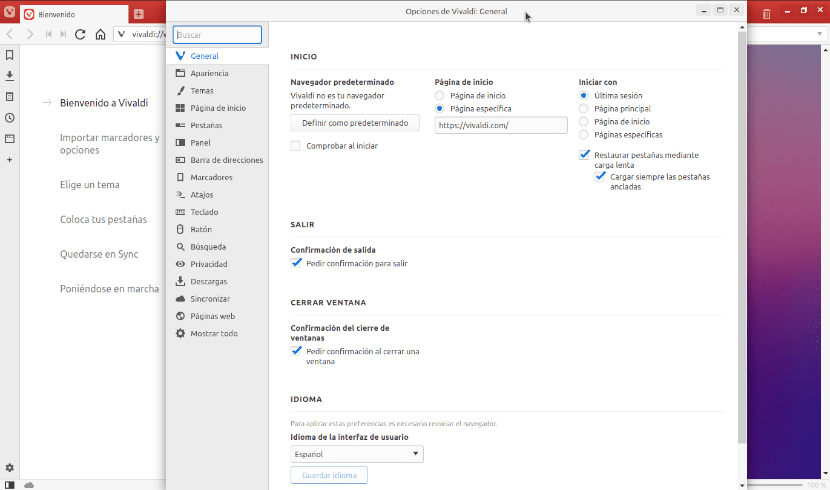 Bienvenido
Opciones de Vivaldi: General
vivaldi://
Bienvenido a Vivaldi
Importar marcadores y
opciones
Elige un tema
Coloca tus pestañas
Quedarse en Sync
Poniéndose en marcha
Buscar
General
Apariencia
Temas
Página de inicio
Pestañas
Panel
Barra de direcciones
Marcadores
Atajos
Teclado
Ratón
Búsqueda
Privacidad
Descargas
Sincronizar
Páginas web
Mostrar todo
INICIO
Navegador predeterminado
Vivaldi no es tu navegador
predeterminado.
Definir como predeterminado
Comprobar al iniciar
Página de inicio
Página de inicio
Página específica
https://vivaldi.com/
Iniciar con
Última sesión
Página principal
Página de inicio
Páginas específicas
Restaurar pestañas mediante
carga lenta
Cargar siempre las pestañas
ancladas
SALIR
Confirmación de salida
Pedir confirmación para salir
CERRAR VENTANA
Confirmación del cierre de
ventanas
Pedir confirmación al cerrar una
ventana
IDIOMA
Para aplicar estas preferencias es necesario reiniciar el navegador.
Idioma de la interfaz de usuario
Español
Guardar idioma
160 %